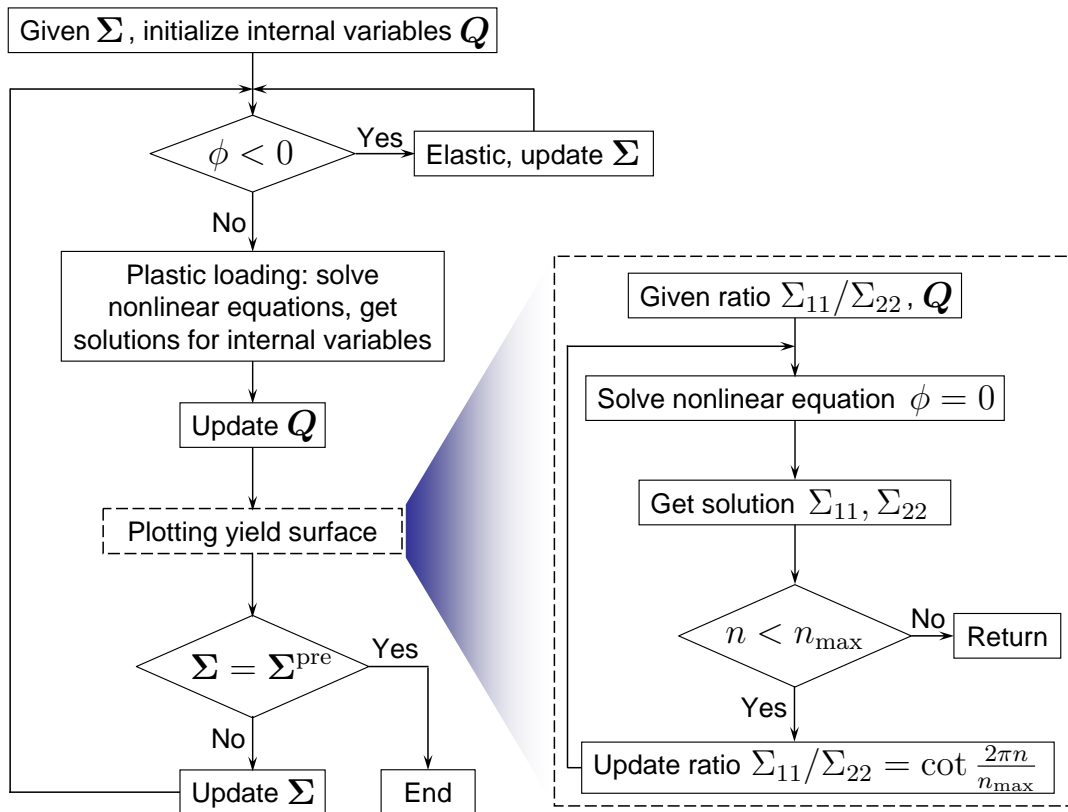 Given 𝚺, initialize internal variables 𝑸
ϕ < 0
Yes
Elastic, update 𝚺
No
Plastic loading: solve
nonlinear equations, get
solutions for internal variables
Update 𝑸
Plotting yield surface
𝚺 = 𝚺^pre
Yes
No
Update 𝚺
End
Given ratio Σ₁₁/Σ₂₂, 𝑸
Solve nonlinear equation ϕ = 0
Get solution Σ₁₁, Σ₂₂
n < n_max
No
Return
Yes
Update ratio Σ₁₁/Σ₂₂ = cot 2πn/n_max